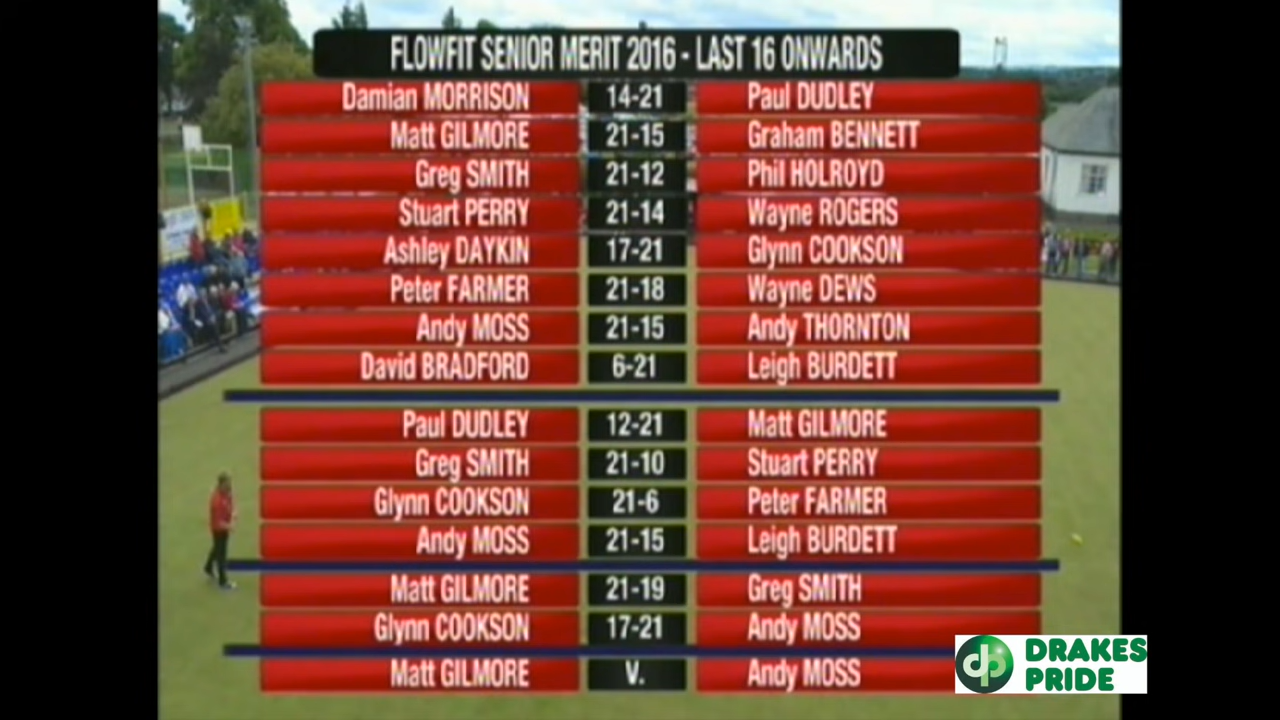 FLOWFIT SENIOR MERIT 2016 - LAST 16 ONWARDS
Damian MORRISON 14-21 Paul DUDLEY
Matt GILMORE 21-15 Graham BENNETT
Greg SMITH 21-12 Phil HOLROYD
Stuart PERRY 21-14 Wayne ROGERS
Ashley DAYKIN 17-21 Glynn COOKSON
Peter FARMER 21-18 Wayne DEWS
Andy MOSS 21-15 Andy THORNTON
David BRADFORD 6-21 Leigh BURDETT
Paul DUDLEY 12-21 Matt GILMORE
Greg SMITH 21-10 Stuart PERRY
Glynn COOKSON 21-6 Peter FARMER
Andy MOSS 21-15 Leigh BURDETT
Matt GILMORE 21-19 Greg SMITH
Glynn COOKSON 17-21 Andy MOSS
Matt GILMORE V. Andy MOSS
dp DRAKES
PRIDE